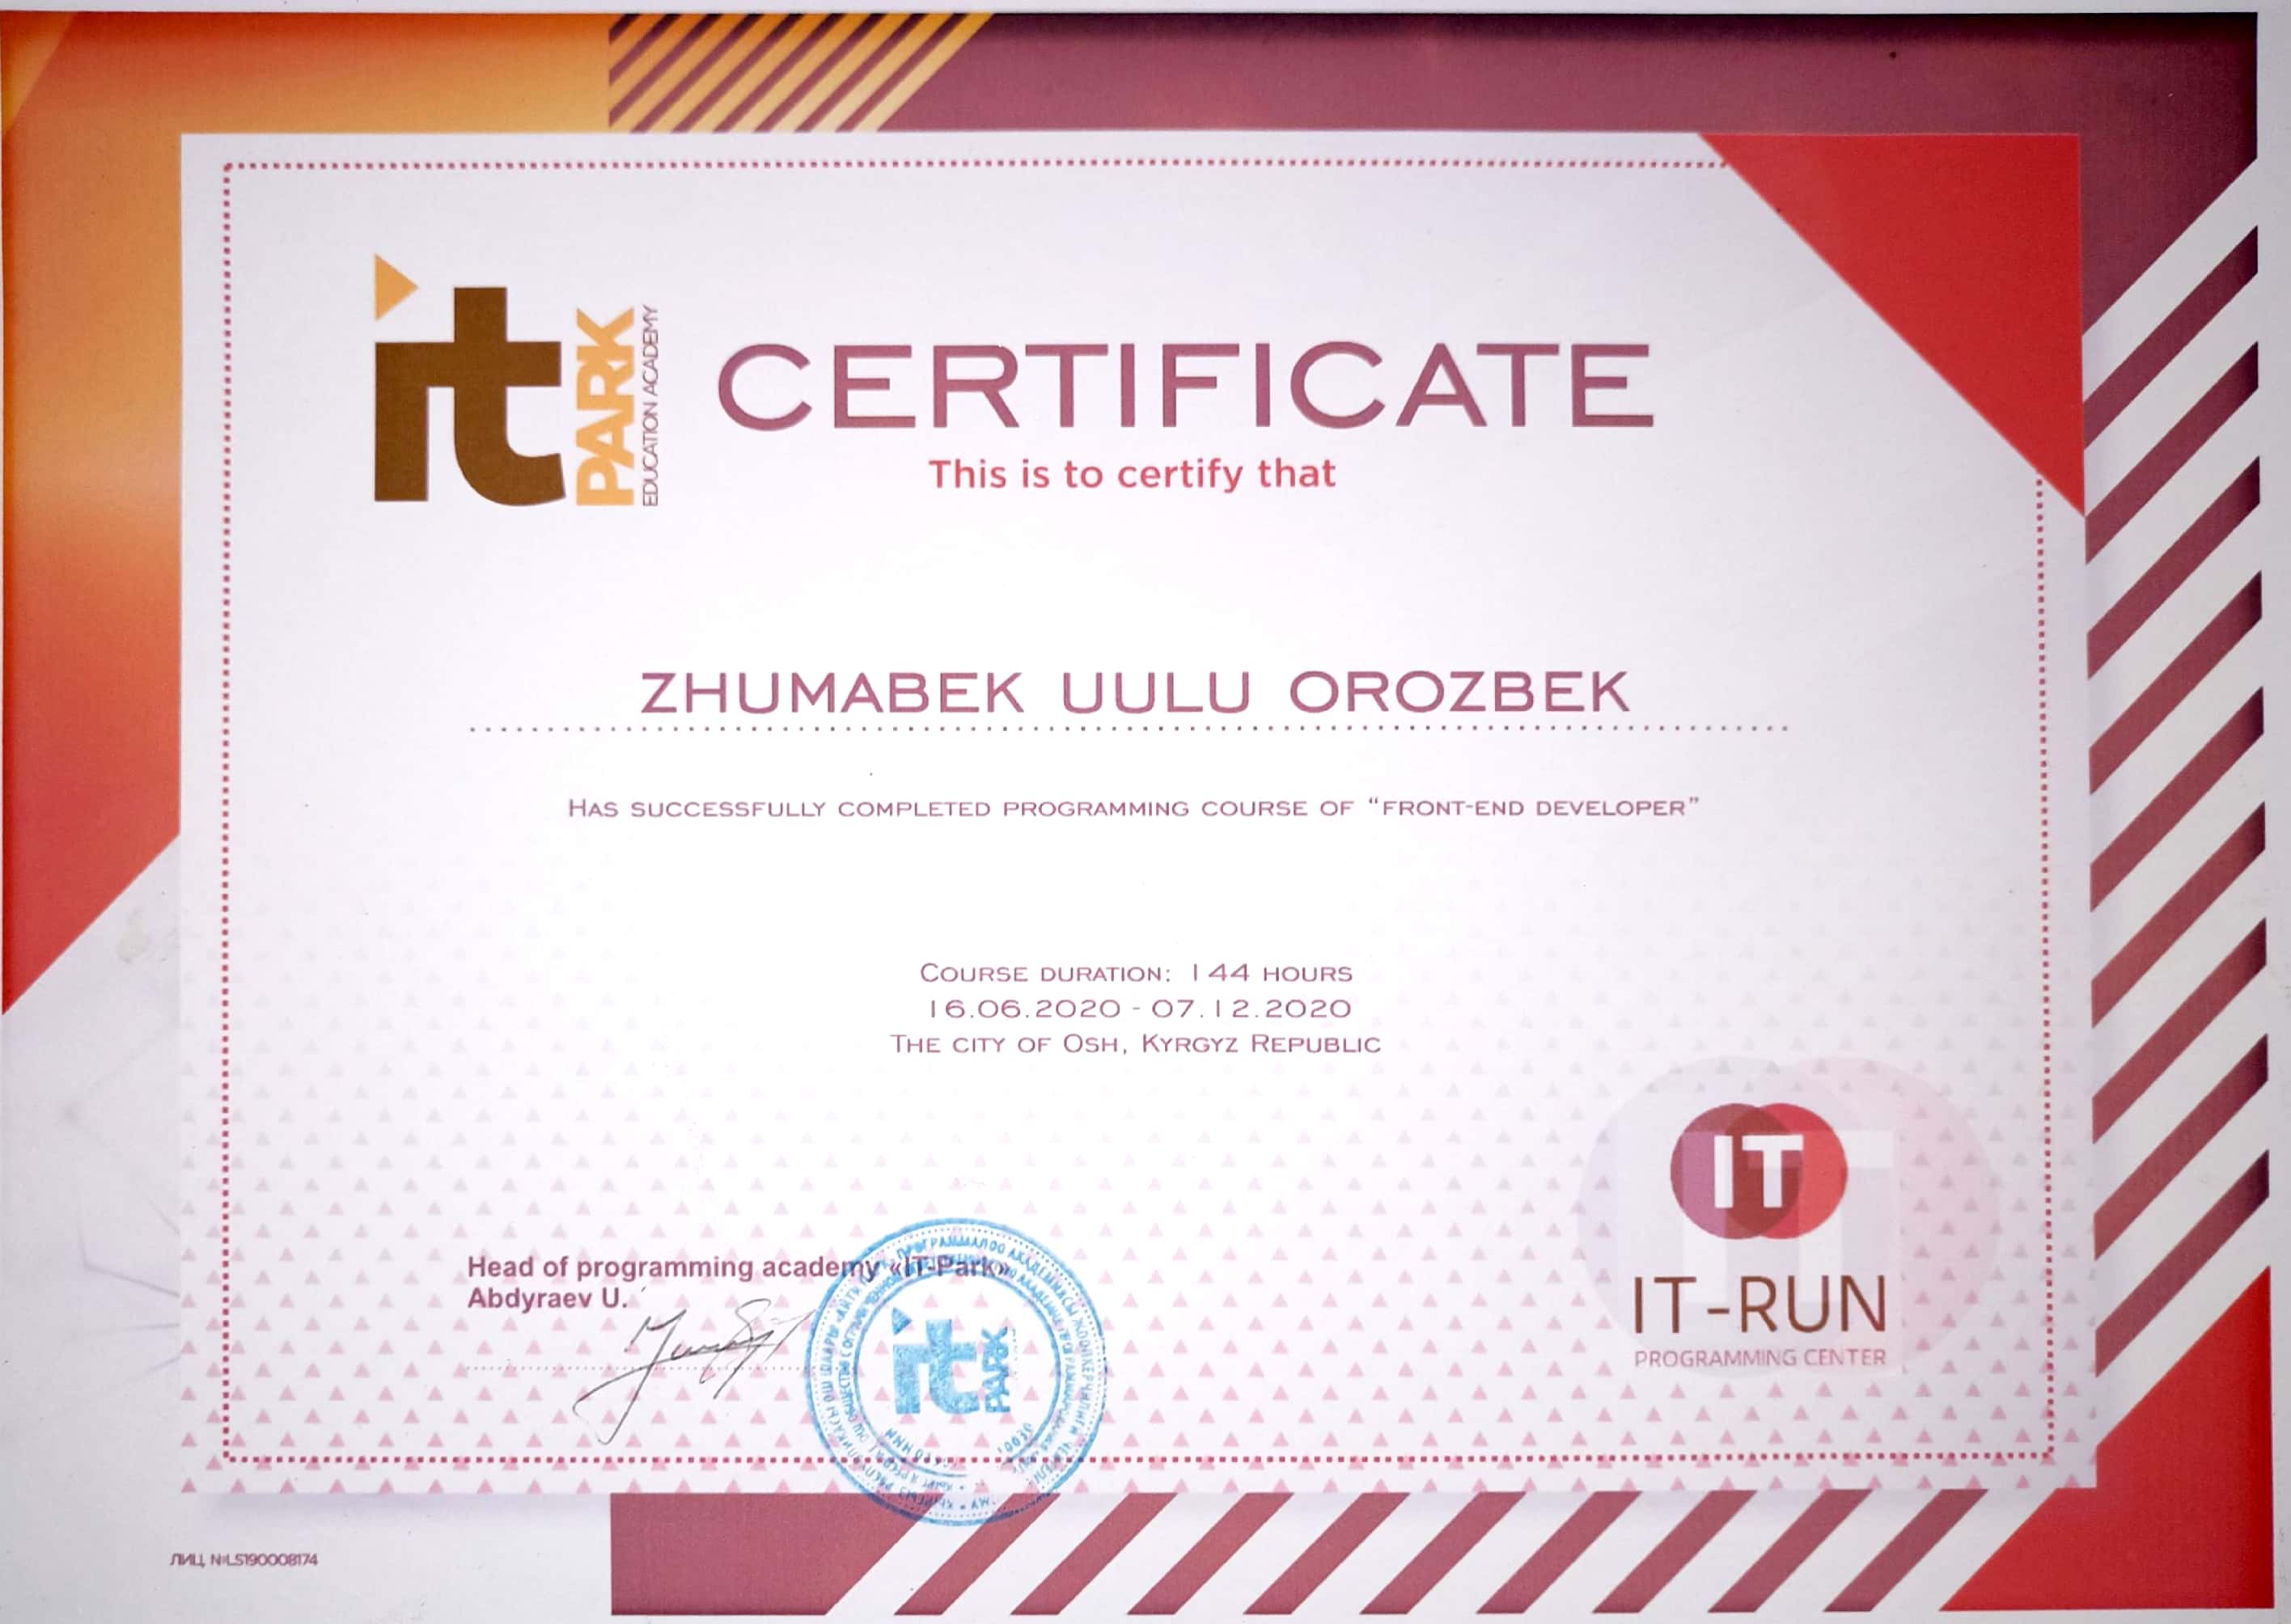 it
PARK
EDUCATION ACADEMY
CERTIFICATE
This is to certify that
ZHUMABEK UULU OROZBEK
HAS SUCCESSFULLY COMPLETED PROGRAMMING COURSE OF “FRONT-END DEVELOPER”
COURSE DURATION: 144 HOURS
16.06.2020 - 07.12.2020
THE CITY OF OSH, KYRGYZ REPUBLIC
IT
IT-RUN
PROGRAMMING CENTER
Head of programming academy «IT-Park»
Abdyraev U.
it
PARK
ЛИЦ. №LS190008174